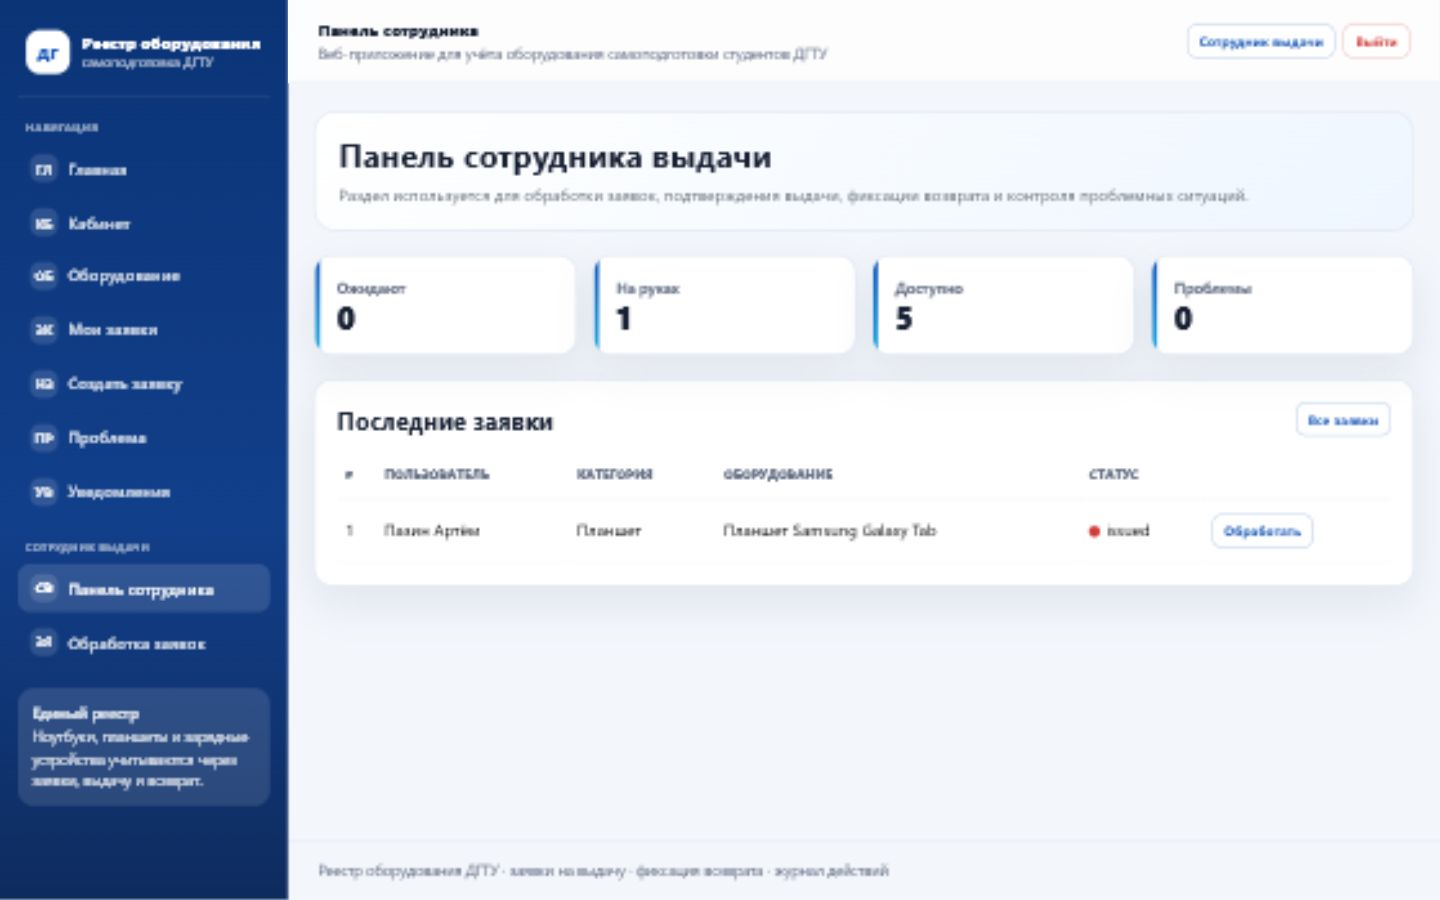 ДГ
Реестр оборудования
самоподготовка ДГТУ
НАВИГАЦИЯ
ГЛ Главная
КБ Кабинет
ОБ Оборудование
ЗК Мои заявки
НЗ Создать заявку
ПР Проблема
УВ Уведомления
СОТРУДНИК ВЫДАЧИ
СВ Панель сотрудника
ЗЯ Обработка заявок
Единый реестр
Ноутбуки, планшеты и зарядные
устройства учитываются через
заявки, выдачу и возврат.
Панель сотрудника
Веб-приложение для учёта оборудования самоподготовки студентов ДГТУ
Сотрудник выдачи
Выйти
Панель сотрудника выдачи
Раздел используется для обработки заявок, подтверждения выдачи, фиксации возврата и контроля проблемных ситуаций.
Ожидают
0
На руках
1
Доступно
5
Проблемы
0
Последние заявки
Все заявки
# ПОЛЬЗОВАТЕЛЬ КАТЕГОРИЯ ОБОРУДОВАНИЕ СТАТУС
1 Пазин Артём Планшет Планшет Samsung Galaxy Tab issued Обработать
Реестр оборудования ДГТУ · заявки на выдачу · фиксация возврата · журнал действий